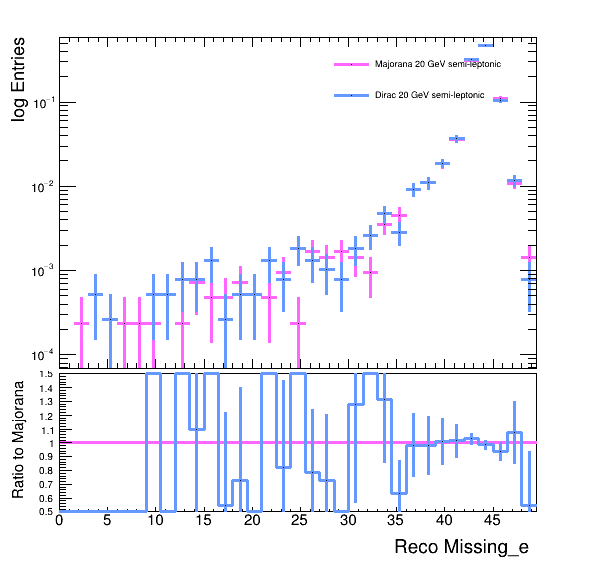 log Entries
Majorana 20 GeV semi-leptonic
Dirac 20 GeV semi-leptonic
10⁻¹
10⁻²
10⁻³
10⁻⁴
Ratio to Majorana
1.5
1.4
1.3
1.2
1.1
1
0.9
0.8
0.7
0.6
0.5
0 5 10 15 20 25 30 35 40 45
Reco Missing_e